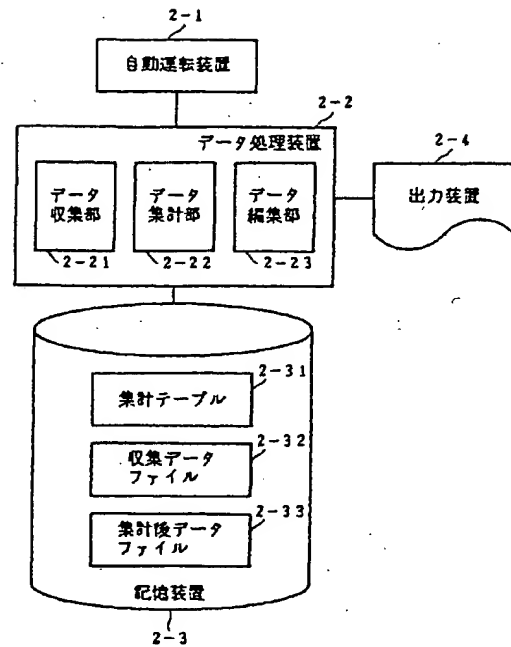 2-1
自動運転装置
2-2
データ処理装置
2-4
データ
収集部
データ
集計部
データ
編集部
出力装置
2-21
2-22
2-23
2-31
集計テーブル
2-32
収集データ
ファイル
2-33
集計後データ
ファイル
記憶装置
2-3